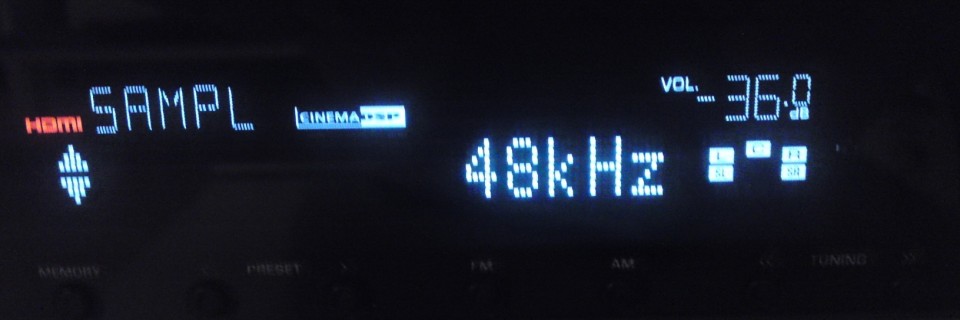 HDMI SAMPL CINEMA DSP VOL. -36.0 dB
48kHz
L C R
SL SR
MEMORY PRESET > FM AM << TUNING >>